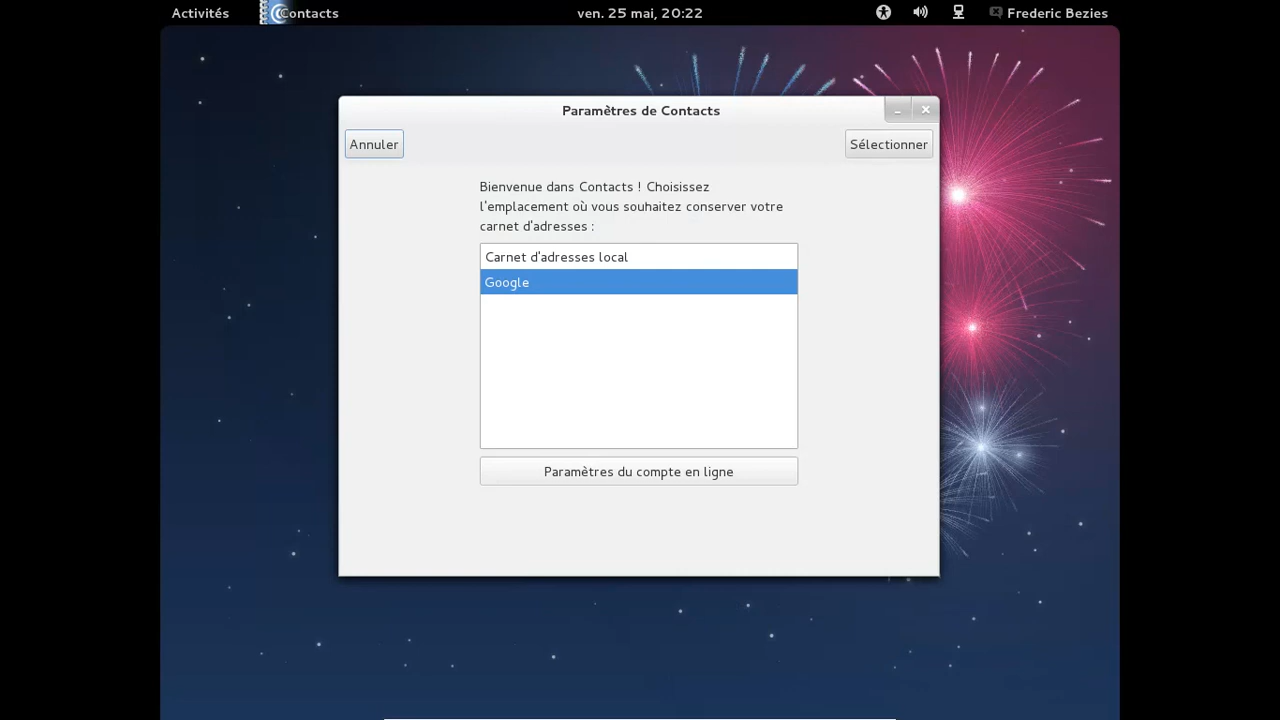 Activités
Contacts
ven. 25 mai, 20:22
Frederic Bezies
Paramètres de Contacts
Annuler
Sélectionner
Bienvenue dans Contacts ! Choisissez
l'emplacement où vous souhaitez conserver votre
carnet d'adresses :
Carnet d'adresses local
Google
Paramètres du compte en ligne